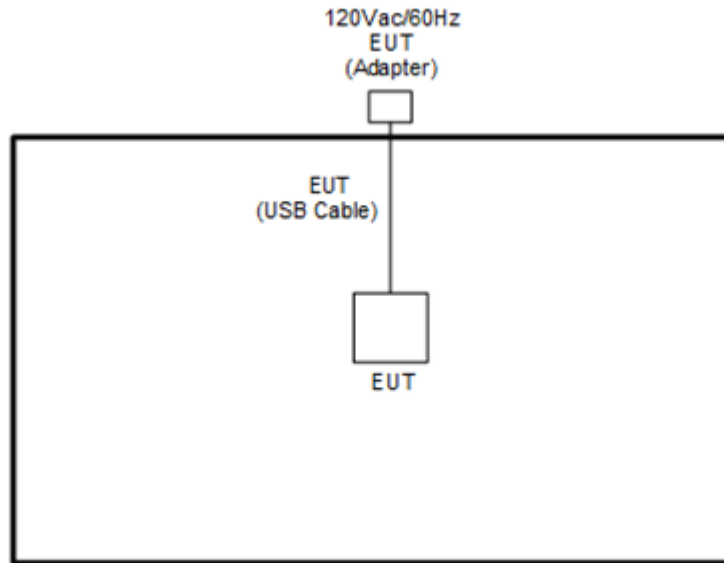 120Vac/60Hz
EUT
(Adapter)
EUT
(USB Cable)
EUT